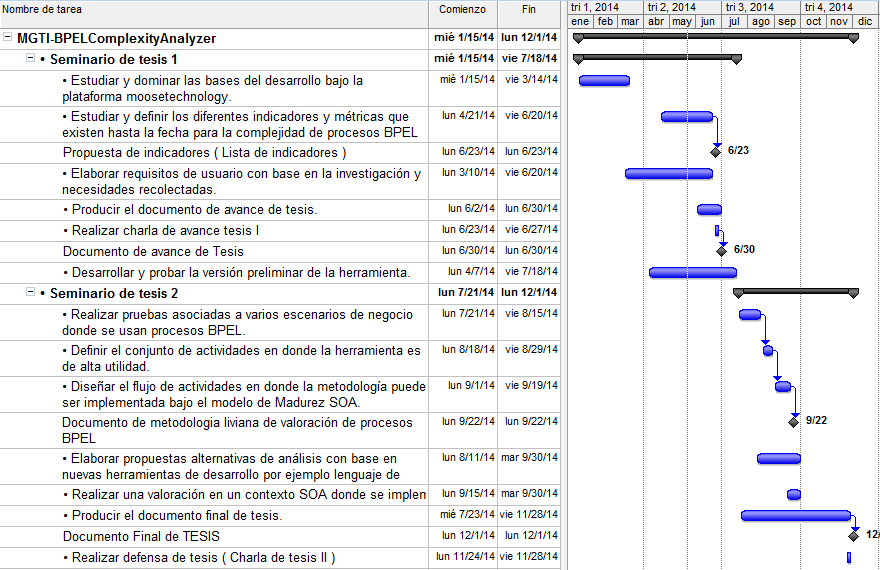 Nombre de tarea Comienzo Fin tri 1, 2014 tri 2, 2014 tri 3, 2014 tri 4, 2014
ene feb mar abr may jun jul ago sep oct nov dic
MGTI-BPELComplexityAnalyzer mié 1/15/14 lun 12/1/14
• Seminario de tesis 1 mié 1/15/14 vie 7/18/14
• Estudiar y dominar las bases del desarrollo bajo la mié 1/15/14 vie 3/14/14
plataforma moosetechnology.
• Estudiar y definir los diferentes indicadores y métricas que lun 4/21/14 vie 6/20/14
existen hasta la fecha para la complejidad de procesos BPEL
Propuesta de indicadores ( Lista de indicadores ) lun 6/23/14 lun 6/23/14 6/23
• Elaborar requisitos de usuario con base en la investigación y lun 3/10/14 vie 6/20/14
necesidades recolectadas.
• Producir el documento de avance de tesis. lun 6/2/14 lun 6/30/14
• Realizar charla de avance tesis I lun 6/23/14 vie 6/27/14
Documento de avance de Tesis lun 6/30/14 lun 6/30/14 6/30
• Desarrollar y probar la versión preliminar de la herramienta. lun 4/7/14 vie 7/18/14
• Seminario de tesis 2 lun 7/21/14 lun 12/1/14
• Realizar pruebas asociadas a varios escenarios de negocio lun 7/21/14 vie 8/15/14
donde se usan procesos BPEL.
• Definir el conjunto de actividades en donde la herramienta es lun 8/18/14 vie 8/29/14
de alta utilidad.
• Diseñar el flujo de actividades en donde la metodología puede lun 9/1/14 vie 9/19/14
ser implementada bajo el modelo de Madurez SOA.
Documento de metodologia liviana de valoración de procesos lun 9/22/14 lun 9/22/14 9/22
BPEL
• Elaborar propuestas alternativas de análisis con base en lun 8/11/14 mar 9/30/14
nuevas herramientas de desarrollo por ejemplo lenguaje de
• Realizar una valoración en un contexto SOA donde se implen lun 9/15/14 mar 9/30/14
• Producir el documento final de tesis. mié 7/23/14 vie 11/28/14
Documento Final de TESIS lun 12/1/14 lun 12/1/14 12/
• Realizar defensa de tesis ( Charla de tesis II ) lun 11/24/14 vie 11/28/14